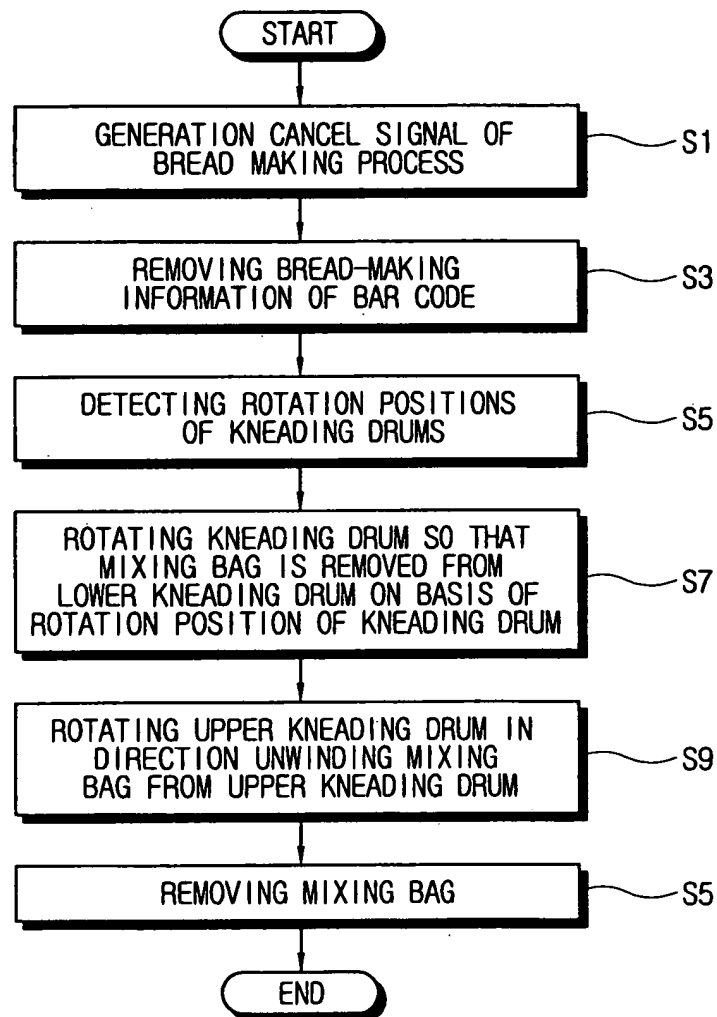 START
GENERATION CANCEL SIGNAL OF
BREAD MAKING PROCESS
S1
REMOVING BREAD-MAKING
INFORMATION OF BAR CODE
S3
DETECTING ROTATION POSITIONS
OF KNEADING DRUMS
S5
ROTATING KNEADING DRUM SO THAT
MIXING BAG IS REMOVED FROM
LOWER KNEADING DRUM ON BASIS OF
ROTATION POSITION OF KNEADING DRUM
S7
ROTATING UPPER KNEADING DRUM IN
DIRECTION UNWINDING MIXING
BAG FROM UPPER KNEADING DRUM
S9
REMOVING MIXING BAG
S5
END